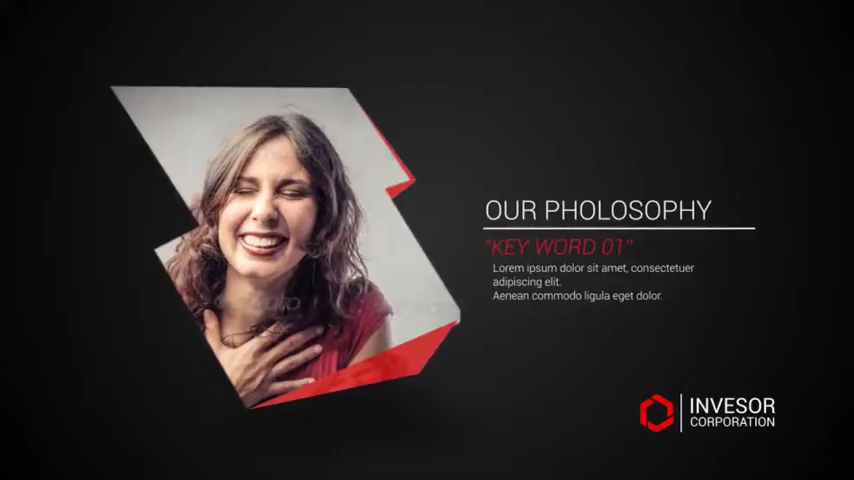 OUR PHOLOSOPHY
"KEY WORD 01"
Lorem ipsum dolor sit amet, consectetuer
adipiscing elit.
Aenean commodo ligula eget dolor.
INVESOR
CORPORATION